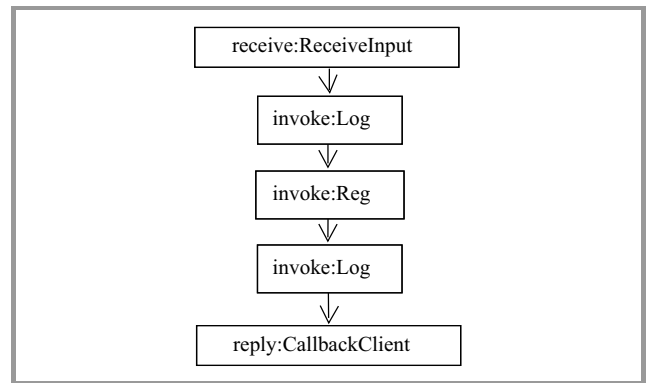 receive:ReceiveInput
invoke:Log
invoke:Reg
invoke:Log
reply:CallbackClient